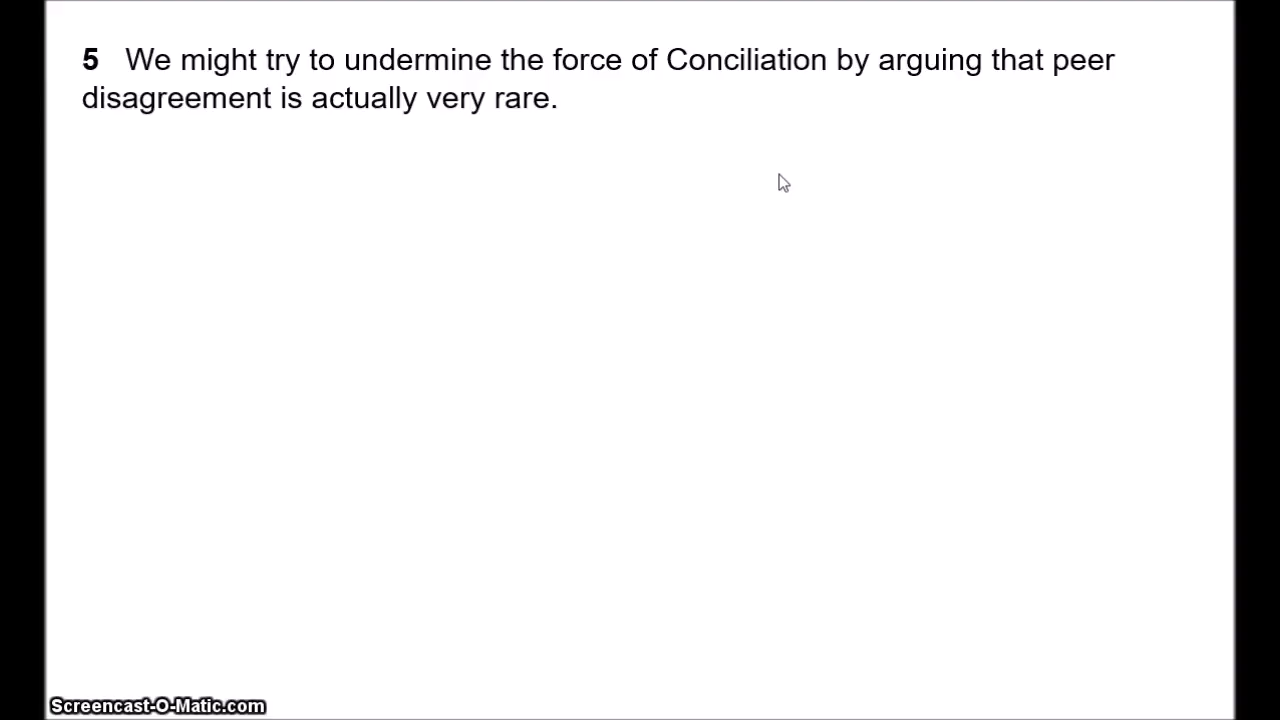 5 We might try to undermine the force of Conciliation by arguing that peer
disagreement is actually very rare.
Screencast-O-Matic.com